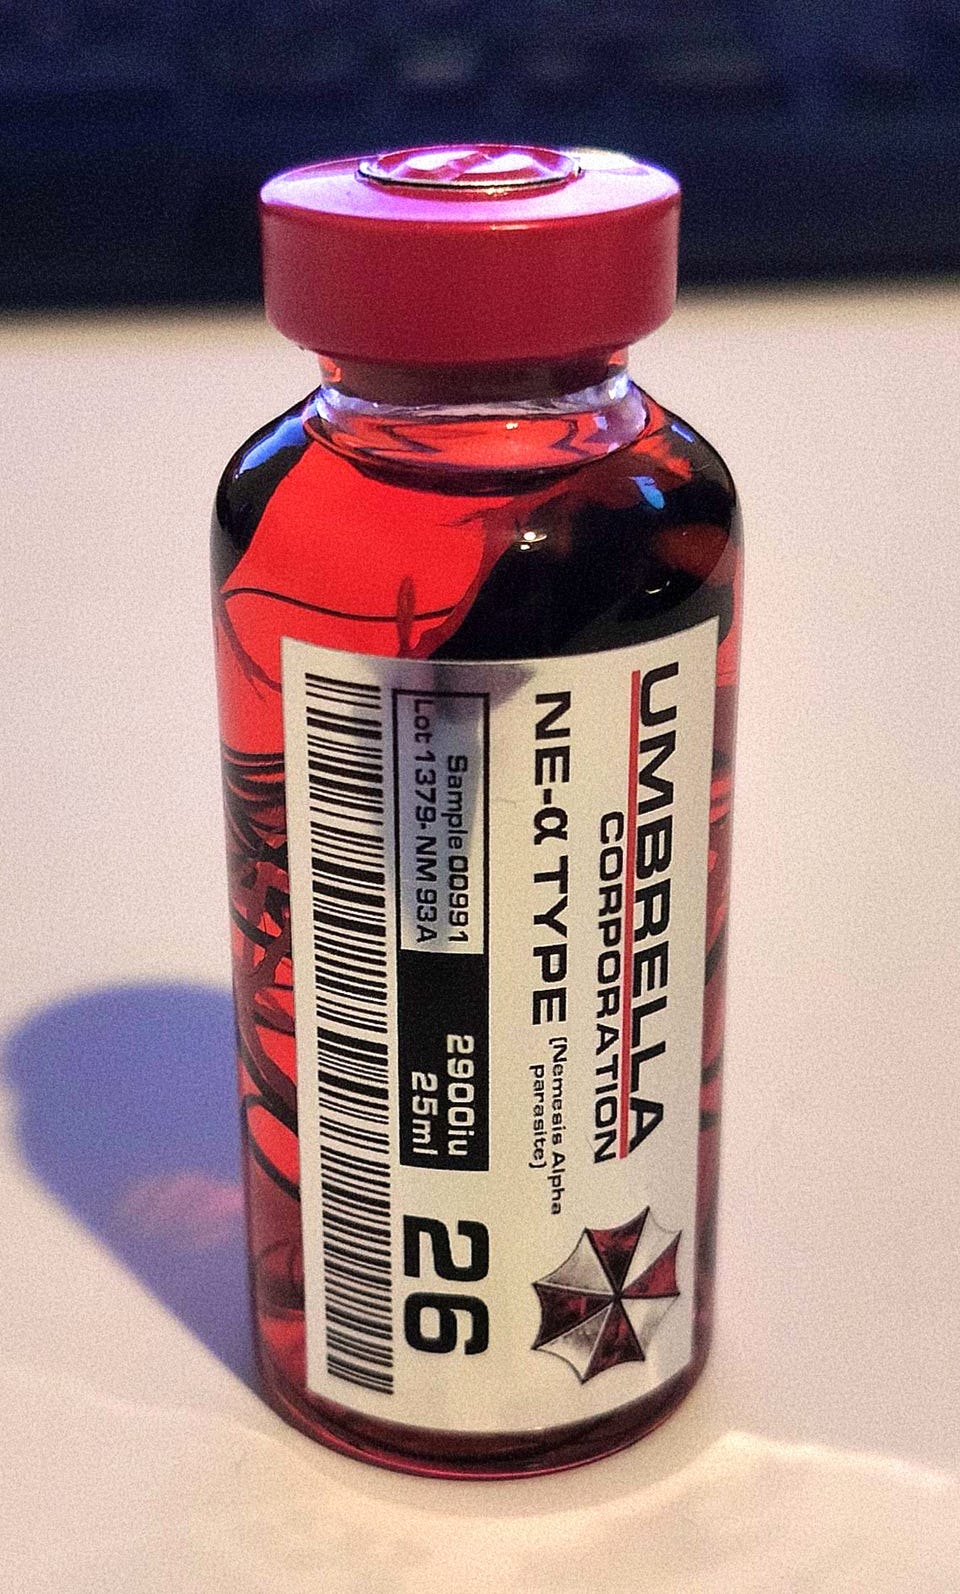 UMBRELLA
CORPORATION
NE-α TYPE [Nemesis Alpha
parasite]
Sample 00991
Lot 1379-NM 93A
2900iu
25ml
26